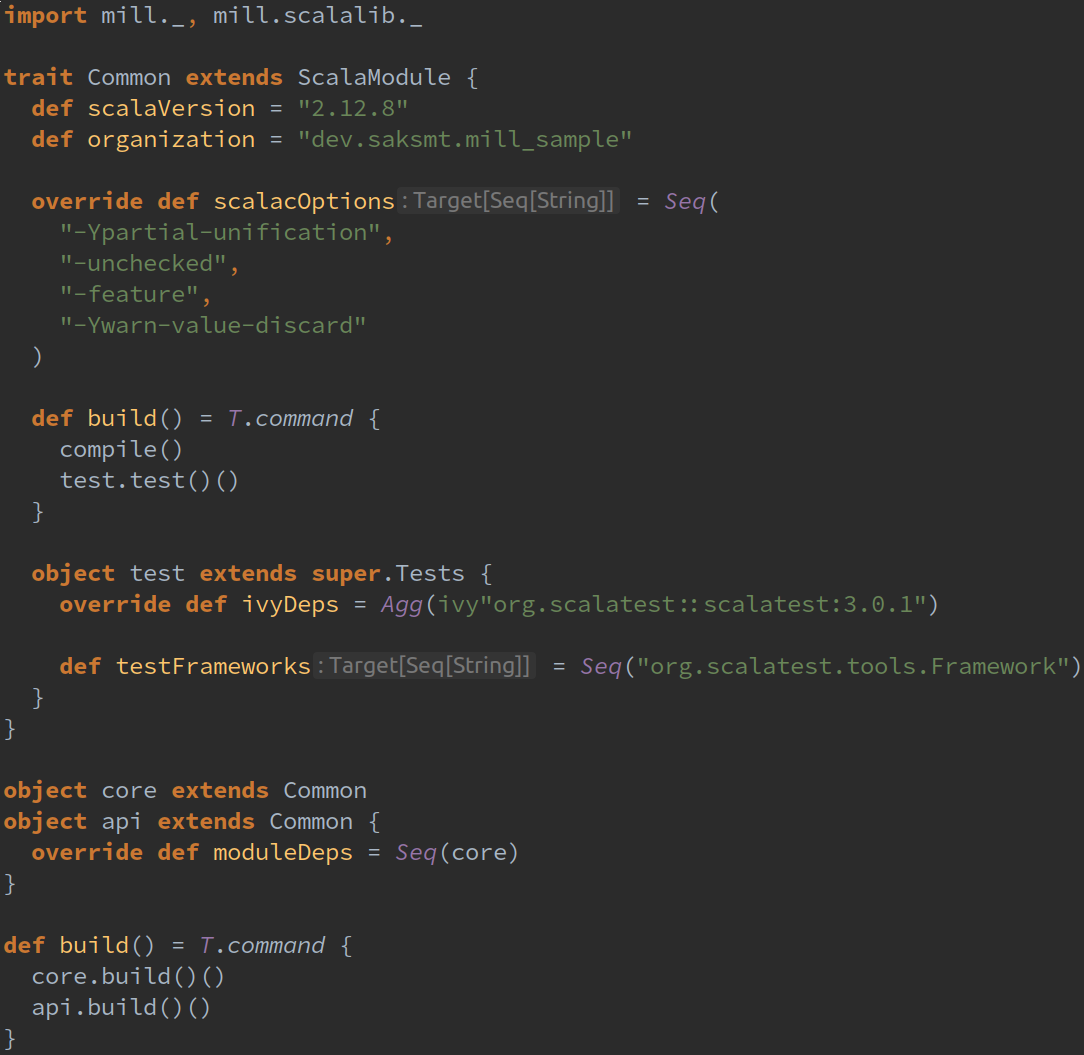 import mill._, mill.scalalib._

trait Common extends ScalaModule {
  def scalaVersion = "2.12.8"
  def organization = "dev.saksmt.mill_sample"

  override def scalacOptions: Target[Seq[String]] = Seq(
    "-Ypartial-unification",
    "-unchecked",
    "-feature",
    "-Ywarn-value-discard"
  )

  def build() = T.command {
    compile()
    test.test()()
  }

  object test extends super.Tests {
    override def ivyDeps = Agg(ivy"org.scalatest::scalatest:3.0.1")

    def testFrameworks: Target[Seq[String]] = Seq("org.scalatest.tools.Framework")
  }
}

object core extends Common
object api extends Common {
  override def moduleDeps = Seq(core)
}

def build() = T.command {
  core.build()()
  api.build()()
}